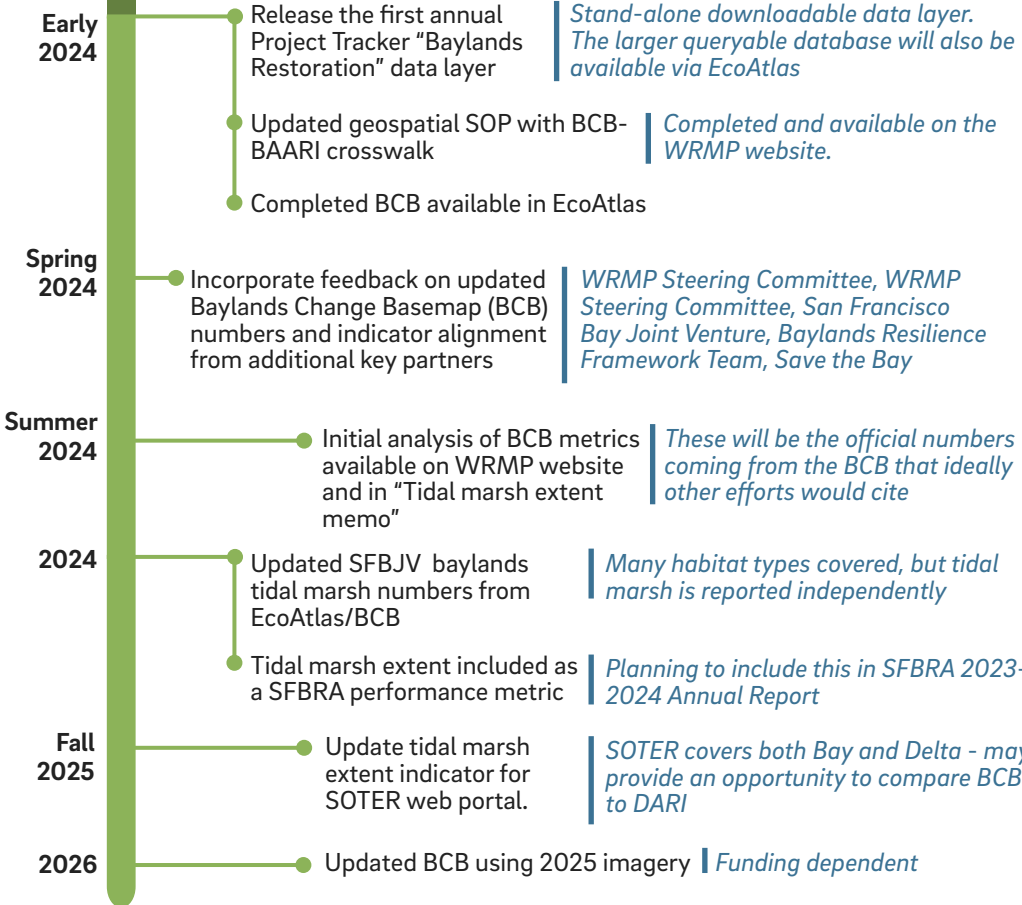 Early
2024
Release the first annual
Project Tracker “Baylands
Restoration” data layer
Stand-alone downloadable data layer.
The larger queryable database will also be
available via EcoAtlas
Updated geospatial SOP with BCB-
BAARI crosswalk
Completed and available on the
WRMP website.
Completed BCB available in EcoAtlas
Spring
2024
Incorporate feedback on updated
Baylands Change Basemap (BCB)
numbers and indicator alignment
from additional key partners
WRMP Steering Committee, WRMP
Steering Committee, San Francisco
Bay Joint Venture, Baylands Resilience
Framework Team, Save the Bay
Summer
2024
Initial analysis of BCB metrics
available on WRMP website
and in “Tidal marsh extent
memo”
These will be the official numbers
coming from the BCB that ideally
other efforts would cite
2024
Updated SFBJV baylands
tidal marsh numbers from
EcoAtlas/BCB
Many habitat types covered, but tidal
marsh is reported independently
Tidal marsh extent included as
a SFBRA performance metric
Planning to include this in SFBRA 2023-
2024 Annual Report
Fall
2025
Update tidal marsh
extent indicator for
SOTER web portal.
SOTER covers both Bay and Delta - may
provide an opportunity to compare BCB
to DARI
2026
Updated BCB using 2025 imagery
Funding dependent